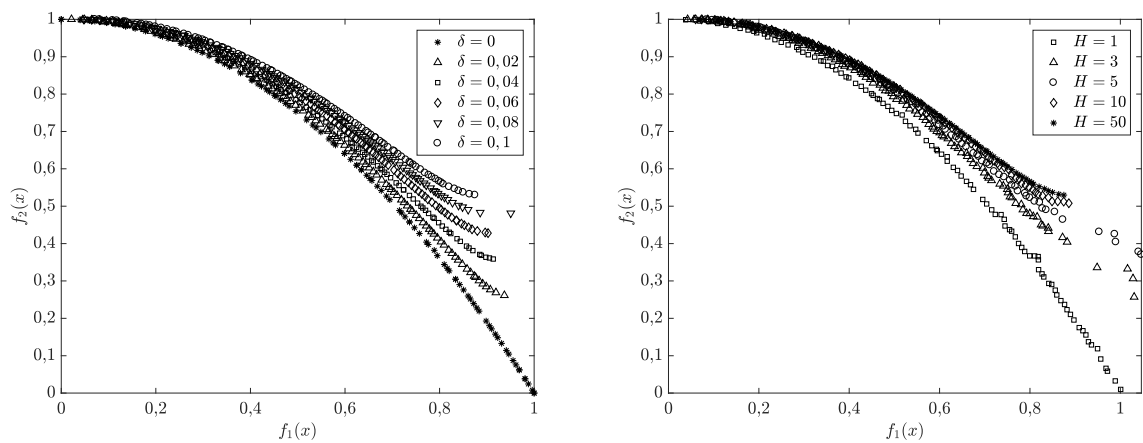 1
0,9
0,8
0,7
0,6
0,5
0,4
0,3
0,2
0,1
0
f₂(x)
0 0,2 0,4 0,6 0,8 1
f₁(x)
δ = 0
δ = 0,02
δ = 0,04
δ = 0,06
δ = 0,08
δ = 0,1
1
0,9
0,8
0,7
0,6
0,5
0,4
0,3
0,2
0,1
0
f₂(x)
0 0,2 0,4 0,6 0,8 1
f₁(x)
H = 1
H = 3
H = 5
H = 10
H = 50